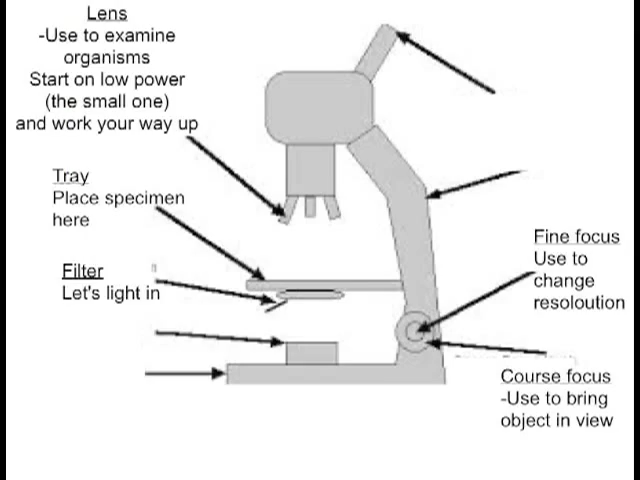 Lens
-Use to examine
organisms
Start on low power
(the small one)
and work your way up
Tray
Place specimen
here
Filter
Let's light in
Fine focus
Use to
change
resoloution
Course focus
-Use to bring
object in view